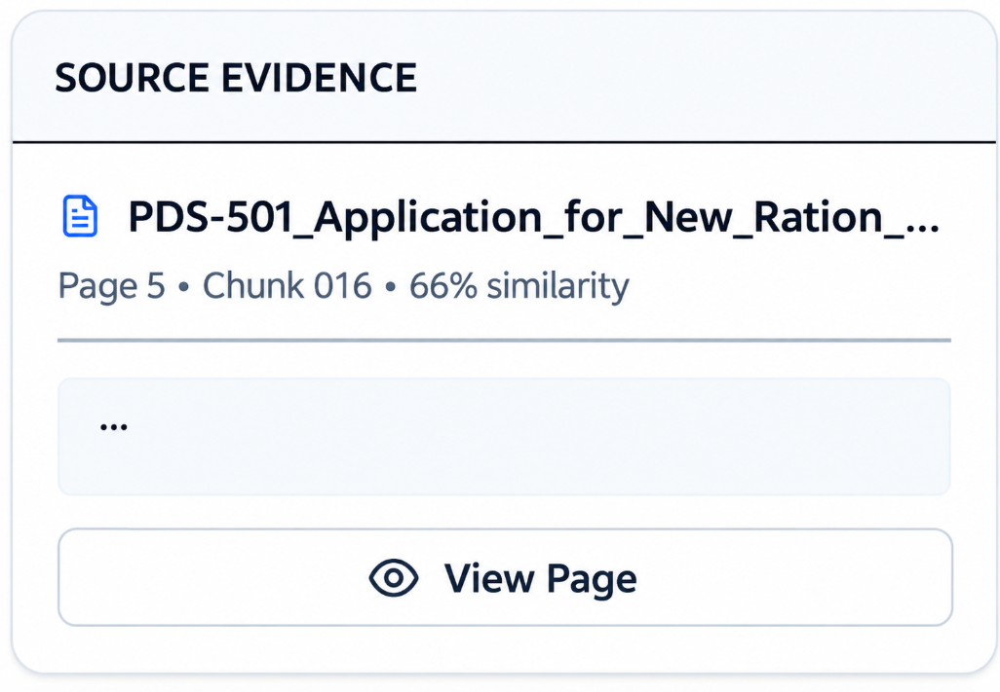 SOURCE EVIDENCE
PDS-501_Application_for_New_Ration_...
Page 5 • Chunk 016 • 66% similarity
...
View Page